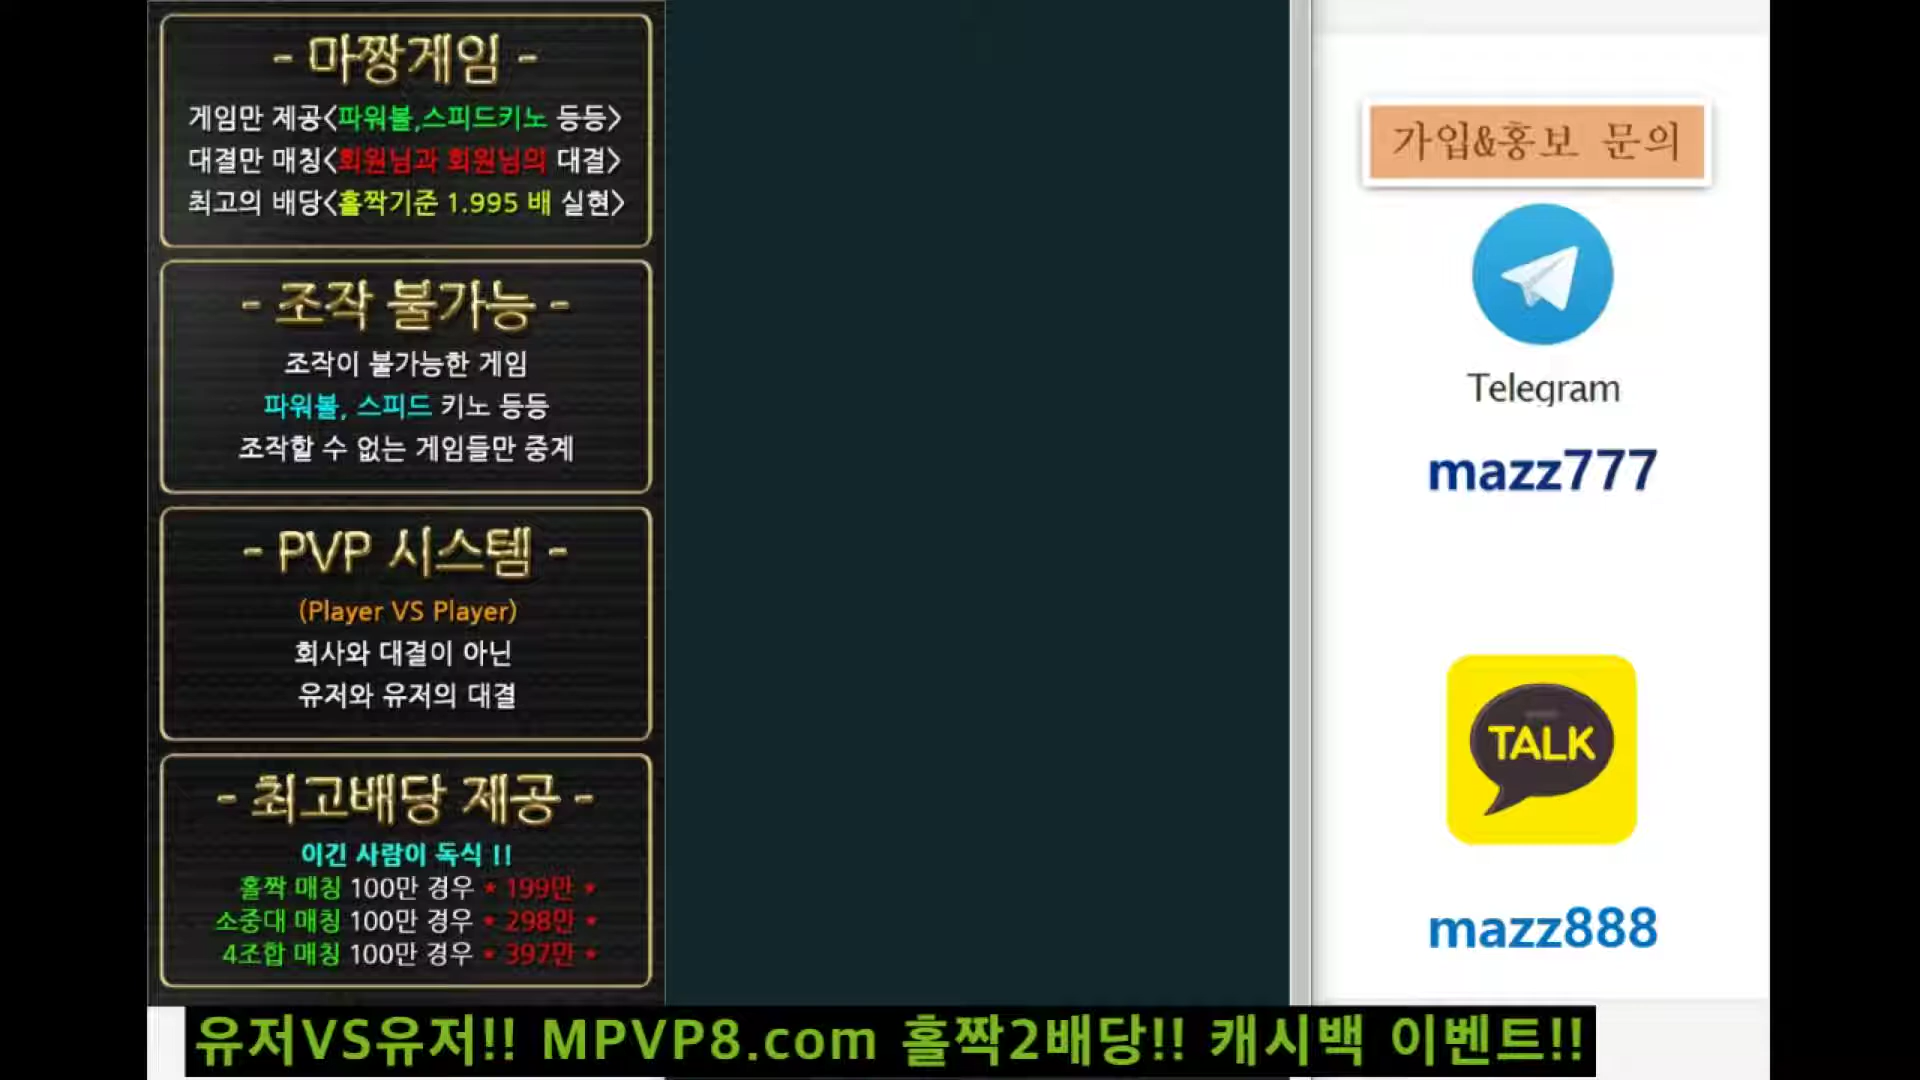 - 마짱게임 -
게임만 제공<파워볼,스피드키노 등등>
대결만 매칭<회원님과 회원님의 대결>
최고의 배당<홀짝기준 1.995 배 실현>
- 조작 불가능 -
조작이 불가능한 게임
파워볼, 스피드 키노 등등
조작할 수 없는 게임들만 중계
- PVP 시스템 -
(Player VS Player)
회사와 대결이 아닌
유저와 유저의 대결
- 최고배당 제공 -
이긴 사람이 독식 !!
홀짝 매칭 100만 경우 * 199만 *
소중대 매칭 100만 경우 * 298만 *
4조합 매칭 100만 경우 * 397만 *
가입&홍보 문의
Telegram
mazz777
TALK
mazz888
유저VS유저!! MPVP8.com 홀짝2배당!! 캐시백 이벤트!!